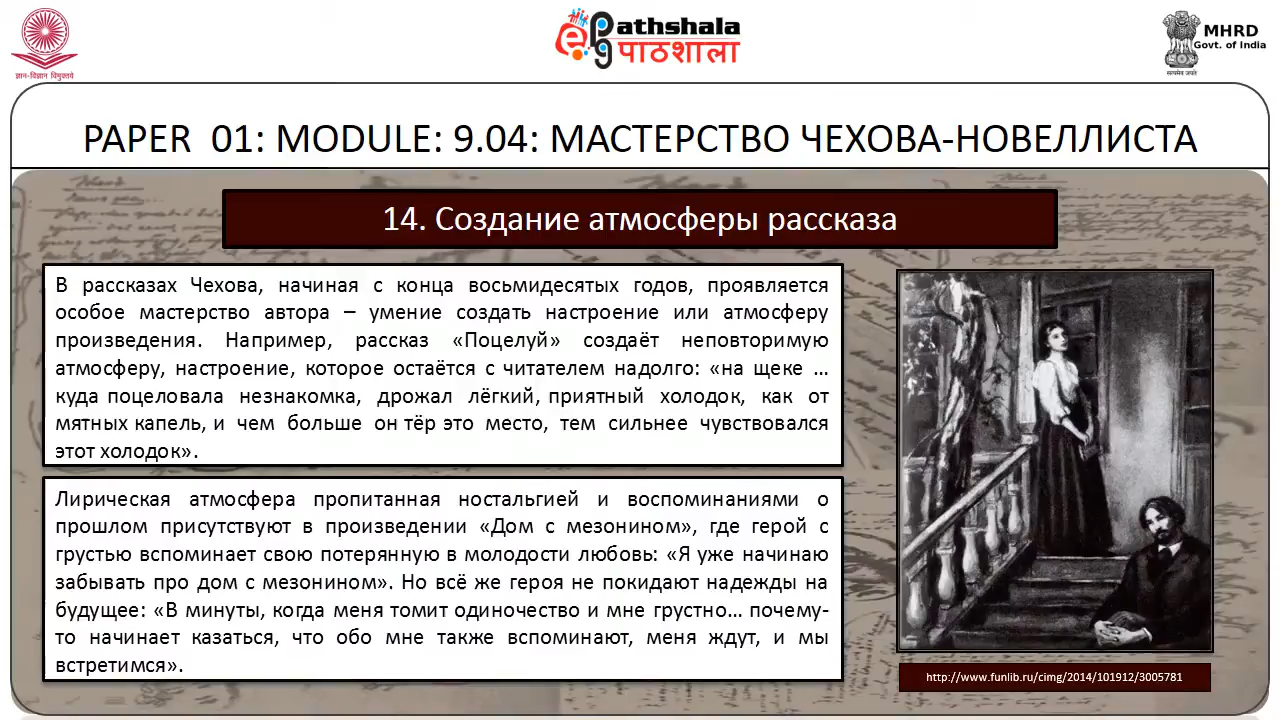 ज्ञान-विज्ञान विमुक्तये
ePathshala
पाठशाला
MHRD
Govt. of India
सत्यमेव जयते
PAPER 01: MODULE: 9.04: МАСТЕРСТВО ЧЕХОВА-НОВЕЛЛИСТА
14. Создание атмосферы рассказа
В рассказах Чехова, начиная с конца восьмидесятых годов, проявляется
особое мастерство автора – умение создать настроение или атмосферу
произведения. Например, рассказ «Поцелуй» создаёт неповторимую
атмосферу, настроение, которое остаётся с читателем надолго: «на щеке ...
куда поцеловала незнакомка, дрожал лёгкий, приятный холодок, как от
мятных капель, и чем больше он тёр это место, тем сильнее чувствовался
этот холодок».
Лирическая атмосфера пропитанная ностальгией и воспоминаниями о
прошлом присутствуют в произведении «Дом с мезонином», где герой с
грустью вспоминает свою потерянную в молодости любовь: «Я уже начинаю
забывать про дом с мезонином». Но всё же героя не покидают надежды на
будущее: «В минуты, когда меня томит одиночество и мне грустно... почему-
то начинает казаться, что обо мне также вспоминают, меня ждут, и мы
встретимся».
http://www.funlib.ru/cimg/2014/101912/3005781